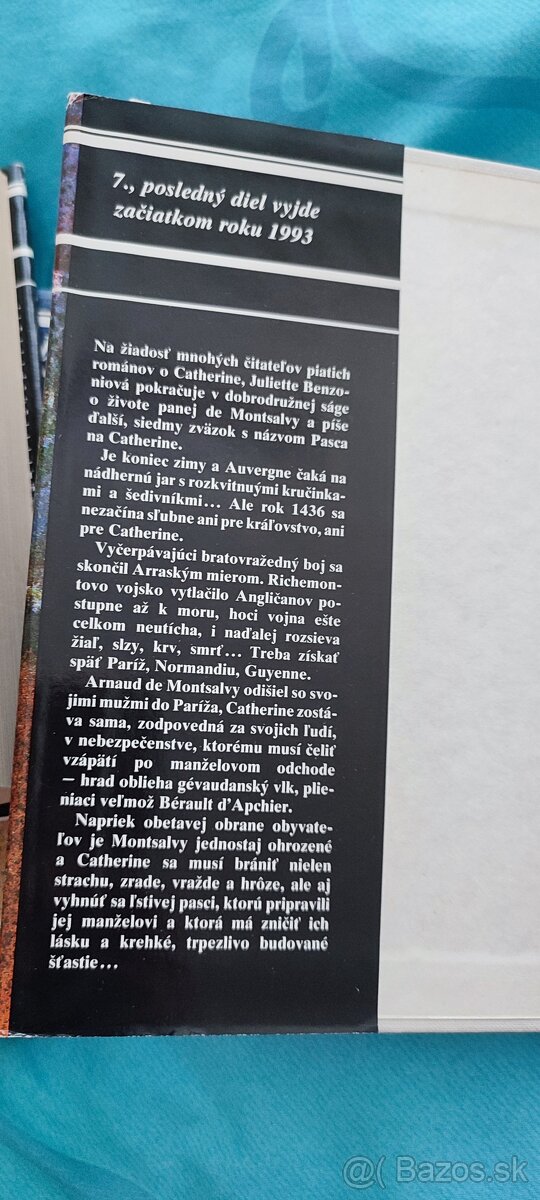 7., posledný diel vyjde
začiatkom roku 1993
Na žiadosť mnohých čitateľov piatich
románov o Catherine, Juliette Benzo-
niová pokračuje v dobrodružnej ságe
o živote panej de Montsalvy a píše
ďalší, siedmy zväzok s názvom Pasca
na Catherine.
Je koniec zimy a Auvergne čaká na
nádhernú jar s rozkvitnuými kručinka-
mi a šedivníkmi... Ale rok 1436 sa
nezačína sľubne ani pre kráľovstvo, ani
pre Catherine.
Vyčerpávajúci bratovražedný boj sa
skončil Arraským mierom. Richemon-
tovo vojsko vytlačilo Angličanov po-
stupne až k moru, hoci vojna ešte
celkom neutícha, i naďalej rozsieva
žiaľ, slzy, krv, smrť... Treba získať
späť Paríž, Normandiu, Guyenne.
Arnaud de Montsalvy odišiel so svo-
jimi mužmi do Paríža, Catherine zostá-
va sama, zodpovedná za svojich ľudí,
v nebezpečenstve, ktorému musí čeliť
vzápätí po manželovom odchode
– hrad oblieha gévaudanský vlk, plie-
niaci veľmož Bérault d'Apchier.
Napriek obetavej obrane obyvate-
ľov je Montsalvy jednostaj ohrozené
a Catherine sa musí brániť nielen
strachu, zrade, vražde a hrôze, ale aj
vyhnúť sa ľstivej pasci, ktorú pripravili
jej manželovi a ktorá má zničiť ich
lásku a krehké, trpezlivo budované
šťastie...
@( Bazos.sk